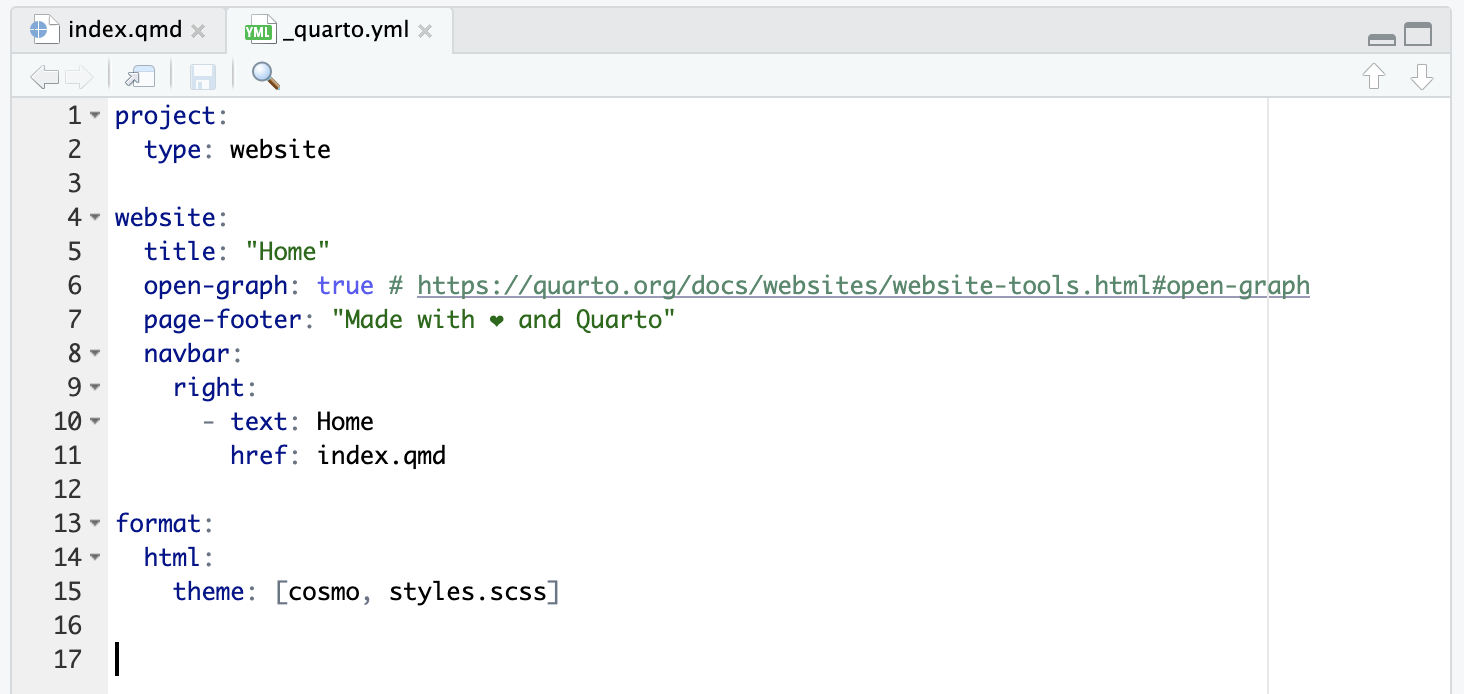 index.qmd
YML _quarto.yml
1 project:
2   type: website
3
4 website:
5   title: "Home"
6   open-graph: true # https://quarto.org/docs/websites/website-tools.html#open-graph
7   page-footer: "Made with ❤ and Quarto"
8   navbar:
9     right:
10       - text: Home
11         href: index.qmd
12
13 format:
14   html:
15     theme: [cosmo, styles.scss]
16
17